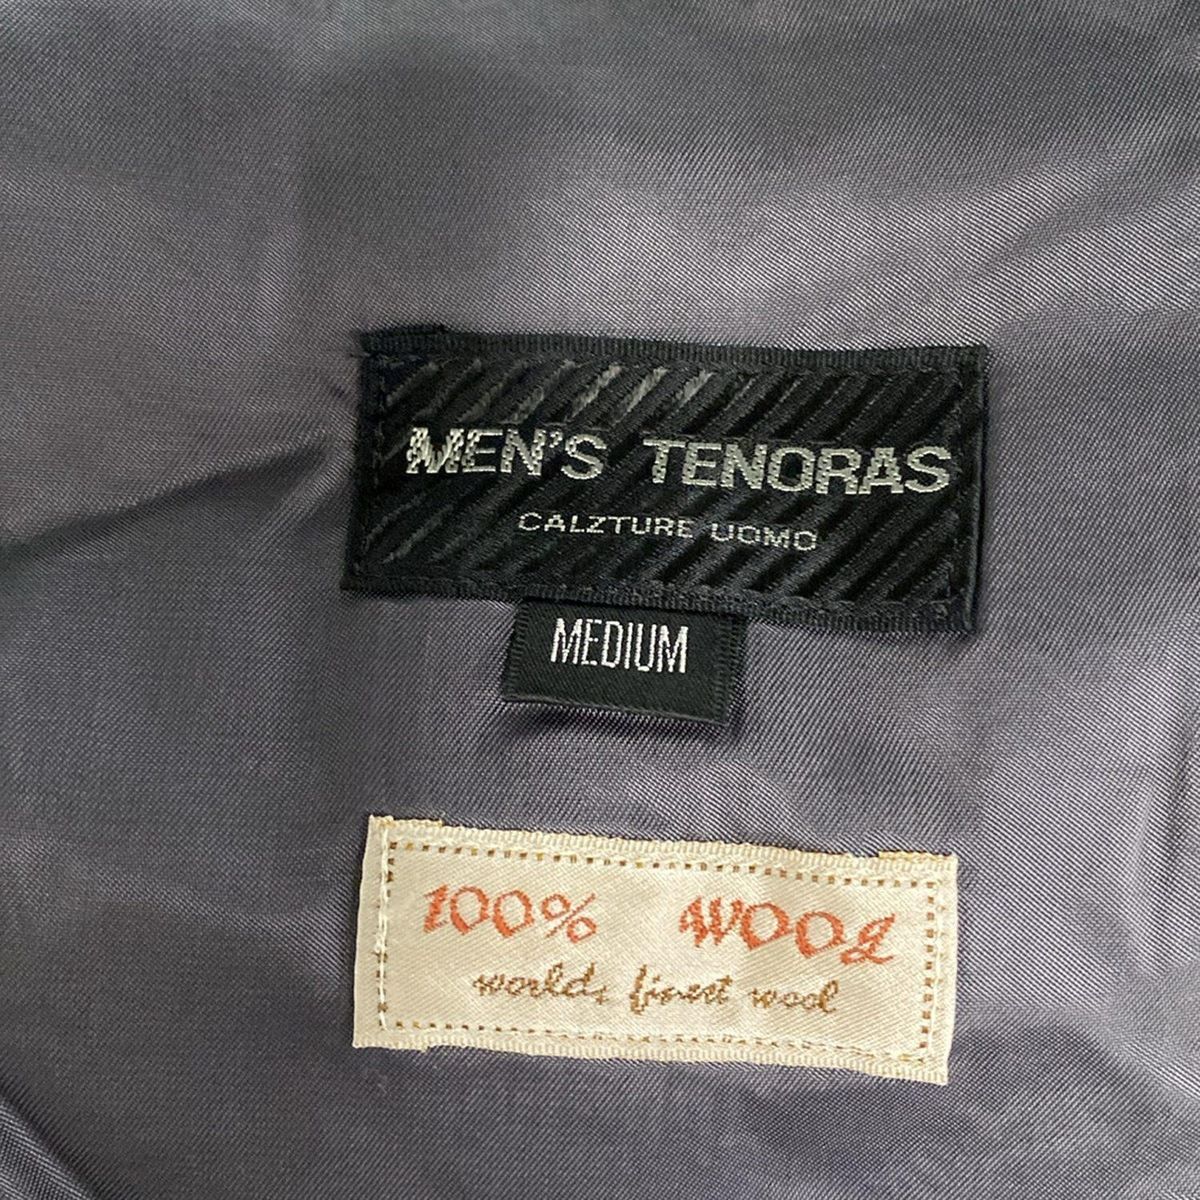 MEN'S TENORAS
CALZTURE UOMO
MEDIUM
100% WOOL
worlds finest wool